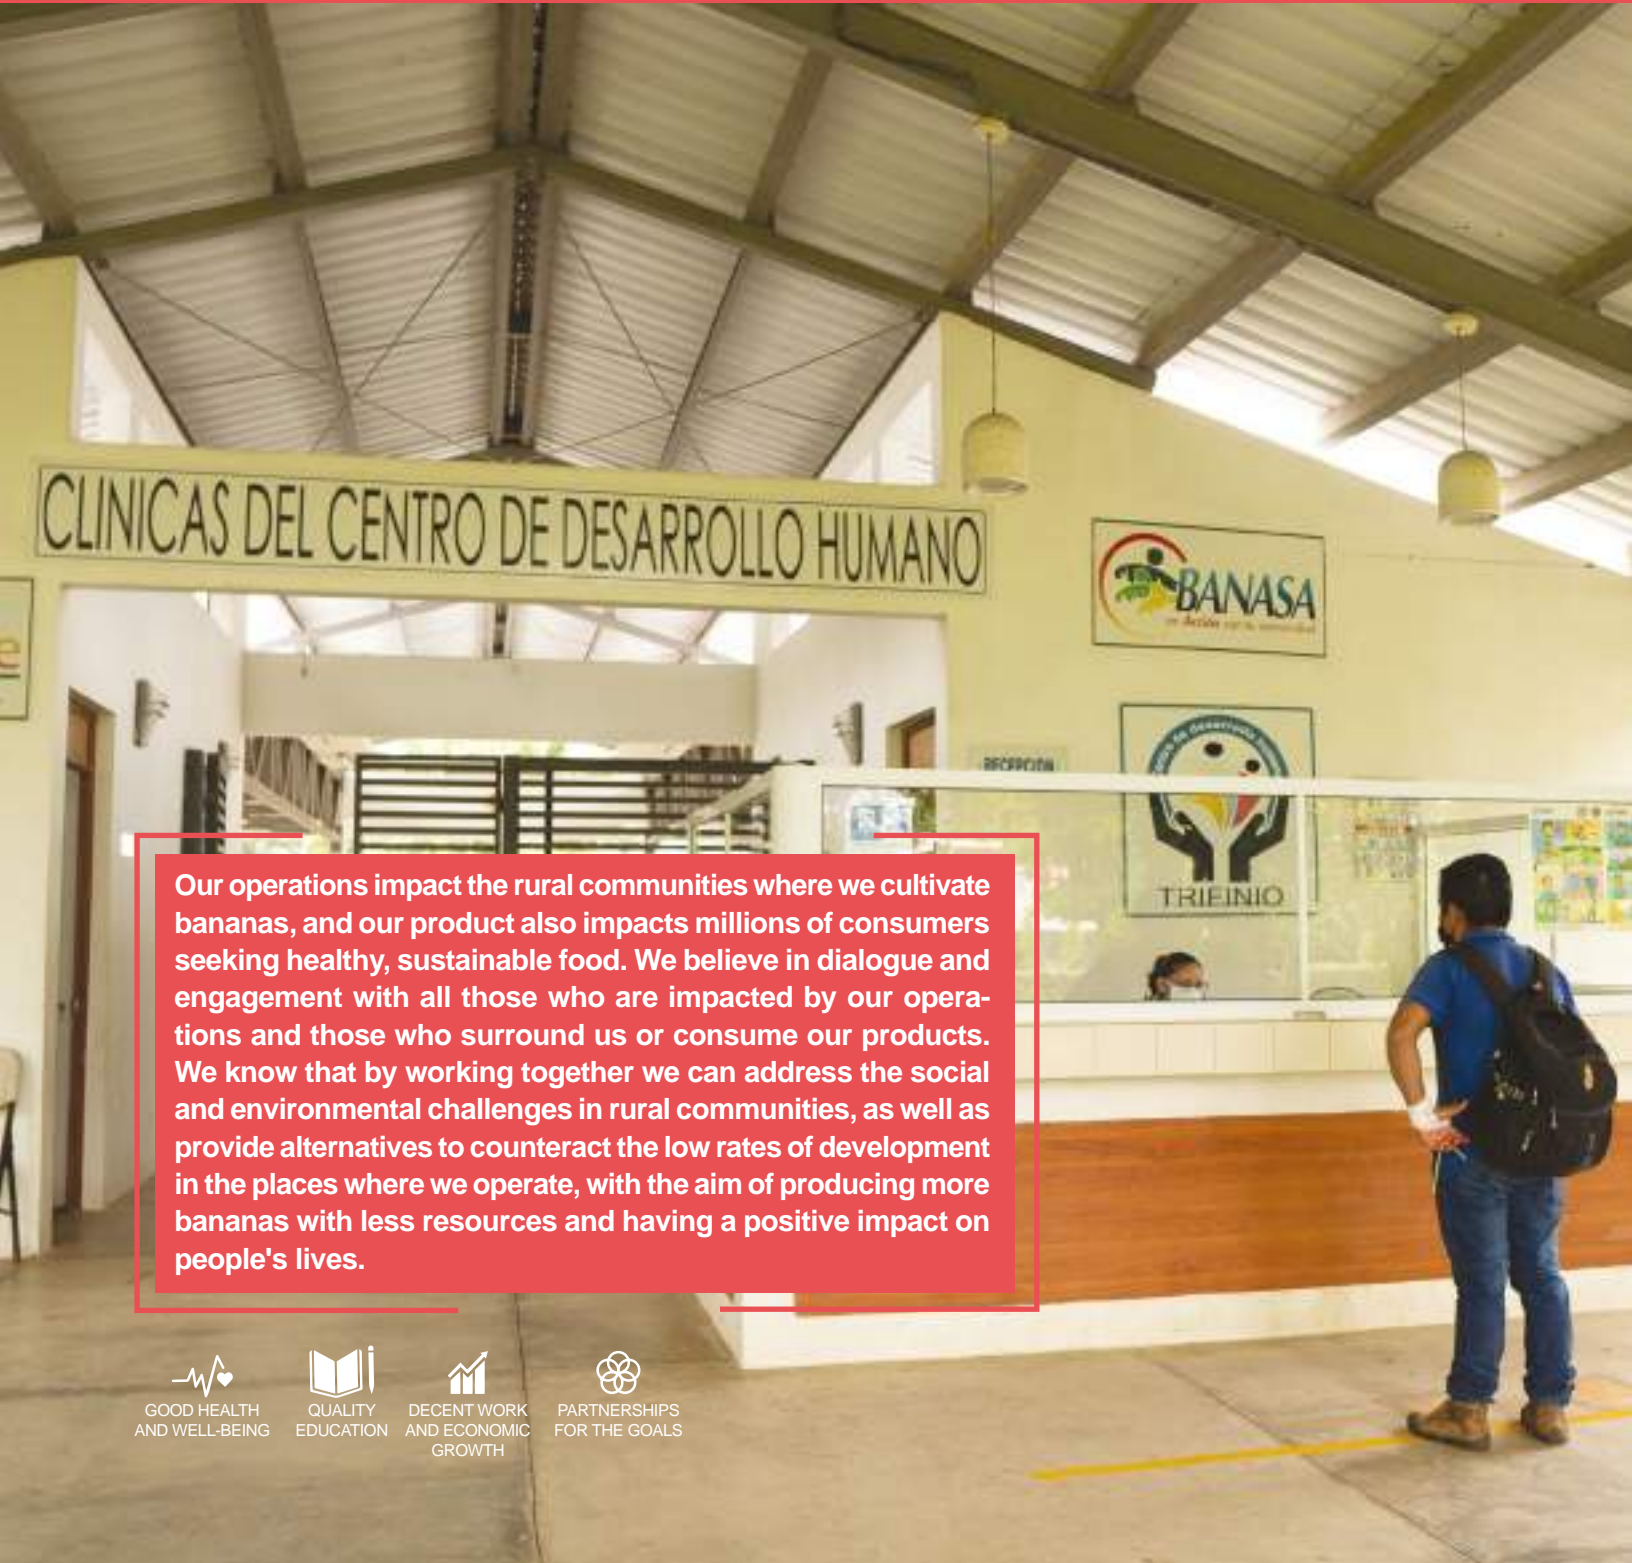 CLINICAS DEL CENTRO DE DESARROLLO HUMANO
BANASA
en Acción con la comunidad
RECEPCIÓN
TRIFINIO
Our operations impact the rural communities where we cultivate
bananas, and our product also impacts millions of consumers
seeking healthy, sustainable food. We believe in dialogue and
engagement with all those who are impacted by our opera-
tions and those who surround us or consume our products.
We know that by working together we can address the social
and environmental challenges in rural communities, as well as
provide alternatives to counteract the low rates of development
in the places where we operate, with the aim of producing more
bananas with less resources and having a positive impact on
people's lives.
GOOD HEALTH
AND WELL-BEING
QUALITY
EDUCATION
DECENT WORK
AND ECONOMIC
GROWTH
PARTNERSHIPS
FOR THE GOALS